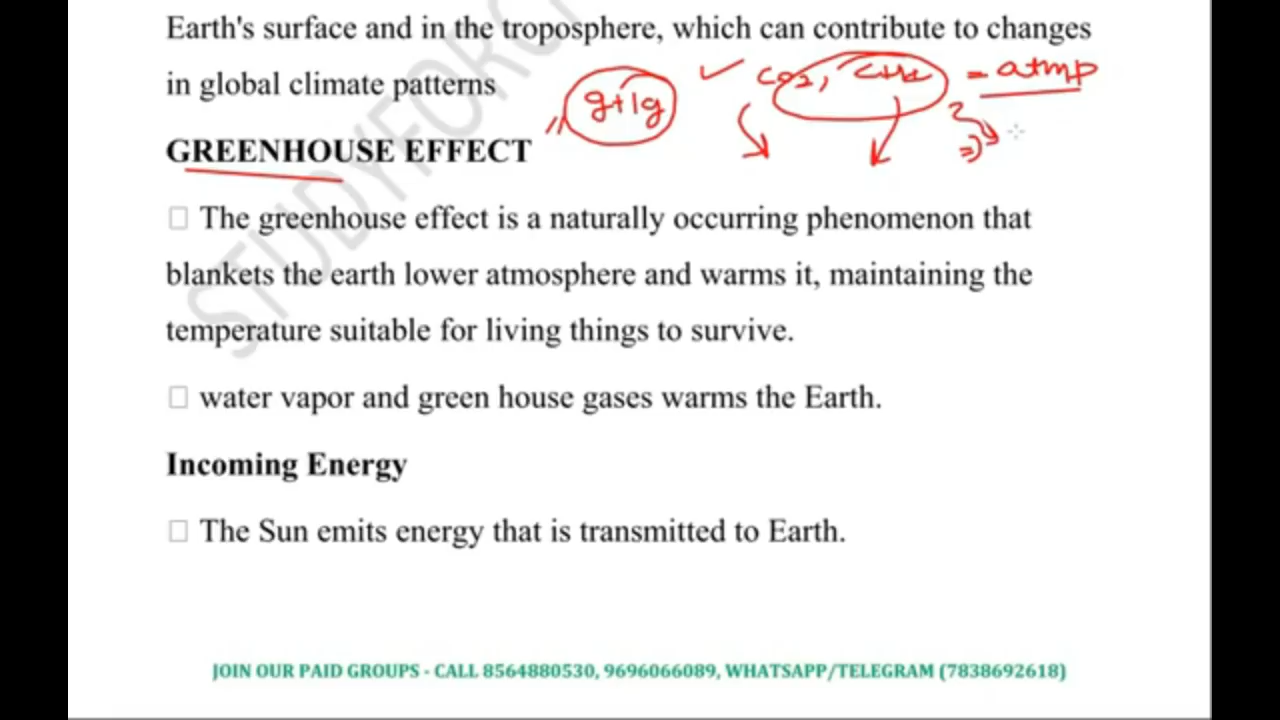 Earth's surface and in the troposphere, which can contribute to changes
in global climate patterns
CO2, CH4 = atmp
GREENHOUSE EFFECT
The greenhouse effect is a naturally occurring phenomenon that
blankets the earth lower atmosphere and warms it, maintaining the
temperature suitable for living things to survive.
water vapor and green house gases warms the Earth.
Incoming Energy
The Sun emits energy that is transmitted to Earth.
JOIN OUR PAID GROUPS - CALL 8564880530, 9696066089, WHATSAPP/TELEGRAM (7838692618)